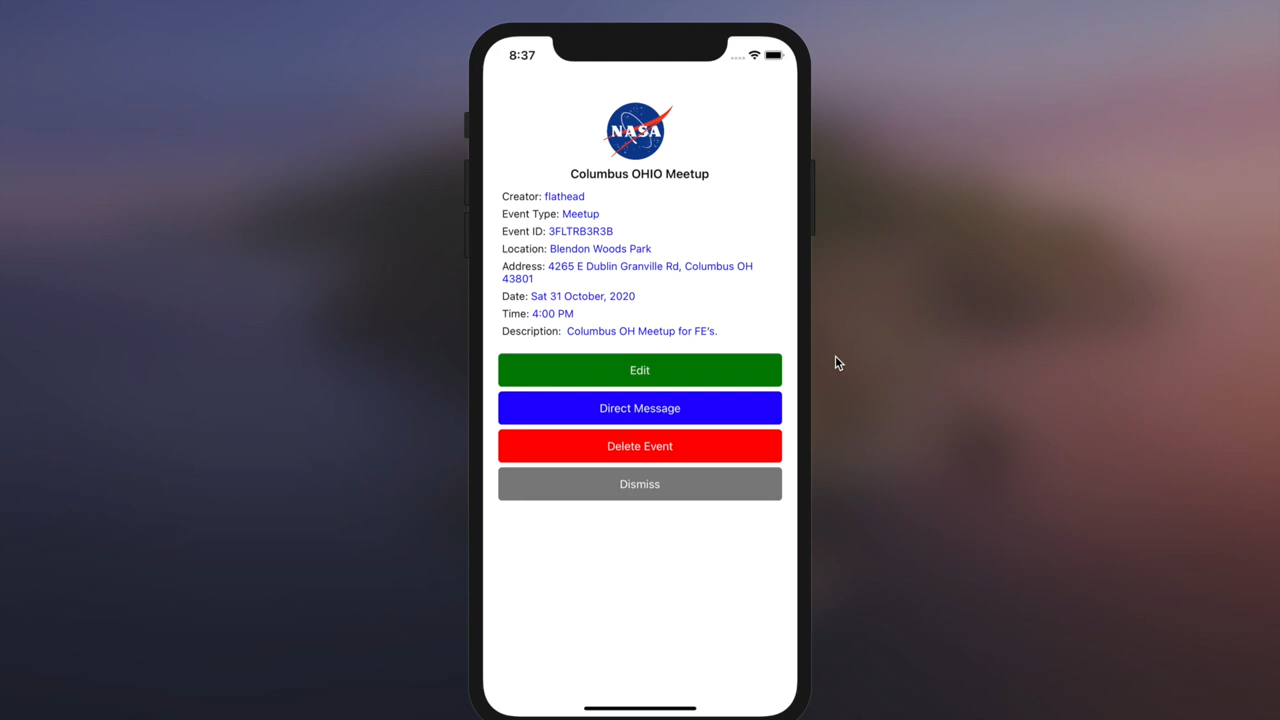 8:37
NASA
Columbus OHIO Meetup
Creator: flathead
Event Type: Meetup
Event ID: 3FLTRB3R3B
Location: Blendon Woods Park
Address: 4265 E Dublin Granville Rd, Columbus OH
43801
Date: Sat 31 October, 2020
Time: 4:00 PM
Description: Columbus OH Meetup for FE's.
Edit
Direct Message
Delete Event
Dismiss